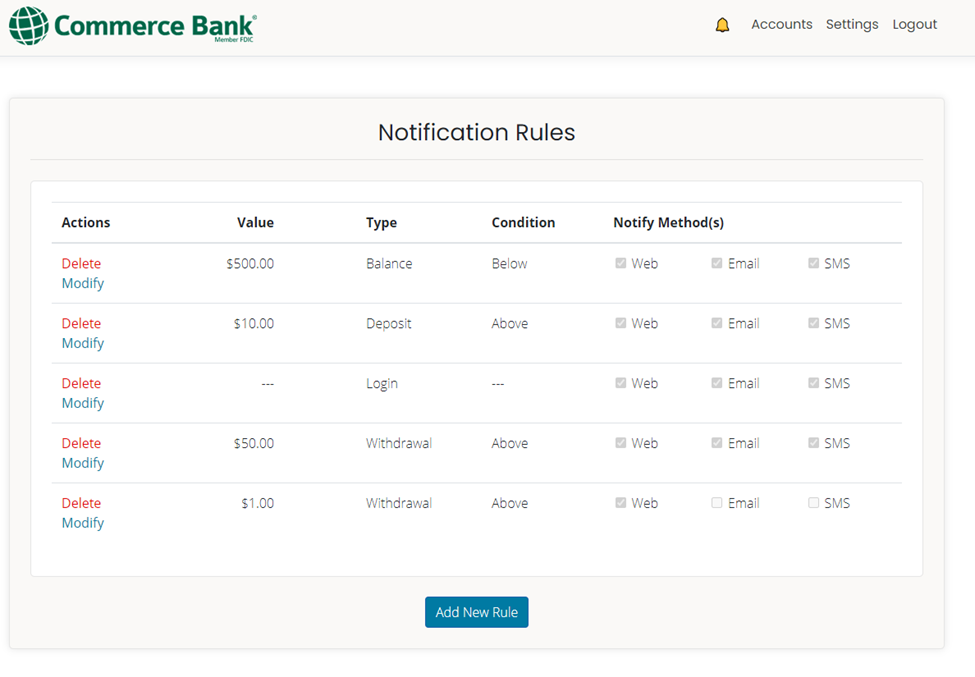 Commerce Bank®
Member FDIC
Accounts Settings Logout
Notification Rules
Actions Value Type Condition Notify Method(s)
Delete $500.00 Balance Below Web Email SMS
Modify
Delete $10.00 Deposit Above Web Email SMS
Modify
Delete --- Login --- Web Email SMS
Modify
Delete $50.00 Withdrawal Above Web Email SMS
Modify
Delete $1.00 Withdrawal Above Web Email SMS
Modify
Add New Rule